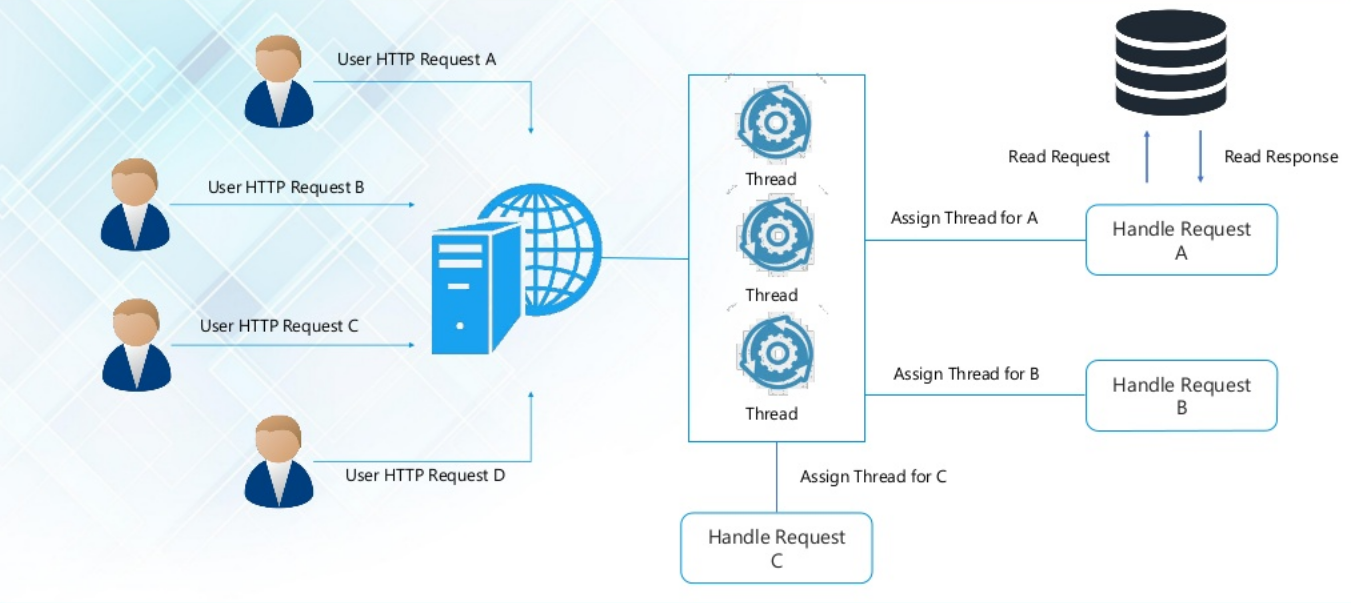 User HTTP Request A
User HTTP Request B
User HTTP Request C
User HTTP Request D
Thread
Thread
Thread
Assign Thread for A
Assign Thread for B
Assign Thread for C
Read Request
Read Response
Handle Request
A
Handle Request
B
Handle Request
C